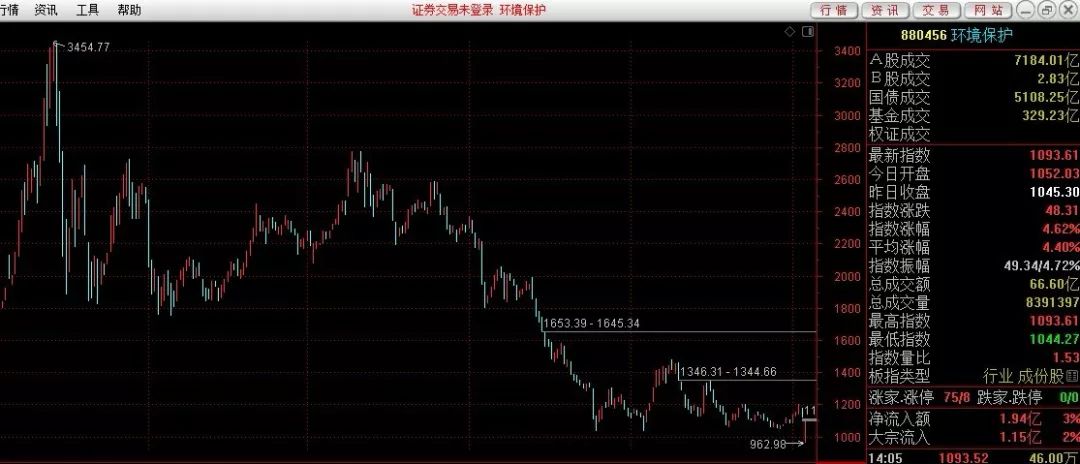 行情 资讯 工具 帮助 证券交易未登录 环境保护 行情 资讯 交易 网站
880456 环境保护
3454.77
3400
3200
3000
2800
2600
2400
2200
2000
1800
1600
1400
1200
1000
1653.39 - 1645.34
1346.31 - 1344.66
11
962.98
A股成交 7184.01亿
B股成交 2.83亿
国债成交 5108.25亿
基金成交 329.23亿
权证成交
最新指数 1093.61
今日开盘 1052.03
昨日收盘 1045.30
指数涨跌 48.31
指数涨幅 4.62%
平均涨幅 4.40%
指数振幅 49.34/4.72%
总成交额 66.60亿
总成交量 8391397
最高指数 1093.61
最低指数 1044.27
指数量比 1.53
板指类型 行业 成份股
涨家.涨停 75/8 跌家.跌停 0/0
净流入额 1.94亿 3%
大宗流入 1.15亿 2%
14:05 1093.52 46.00万